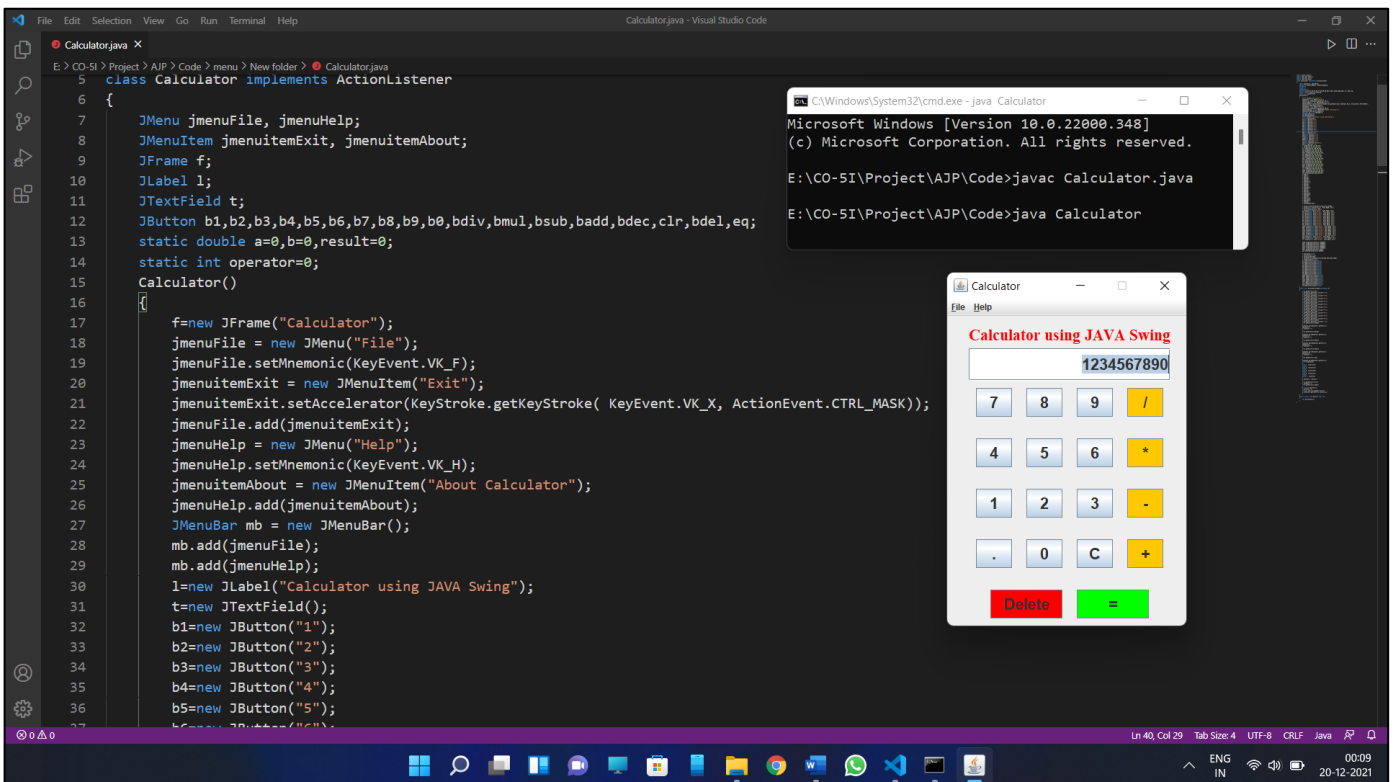 File Edit Selection View Go Run Terminal Help
Calculator.java - Visual Studio Code
Calculator.java
E: > CO-5I > Project > AJP > Code > menu > New folder > Calculator.java
5 class Calculator implements ActionListener
6 {
7 JMenu jmenuFile, jmenuHelp;
8 JMenuItem jmenuitemExit, jmenuitemAbout;
9 JFrame f;
10 JLabel l;
11 JTextField t;
12 JButton b1,b2,b3,b4,b5,b6,b7,b8,b9,b0,bdiv,bmul,bsub,badd,bdec,clr,bdel,eq;
13 static double a=0,b=0,result=0;
14 static int operator=0;
15 Calculator()
16 {
17 f=new JFrame("Calculator");
18 jmenuFile = new JMenu("File");
19 jmenuFile.setMnemonic(KeyEvent.VK_F);
20 jmenuitemExit = new JMenuItem("Exit");
21 jmenuitemExit.setAccelerator(KeyStroke.getKeyStroke( KeyEvent.VK_X, ActionEvent.CTRL_MASK));
22 jmenuFile.add(jmenuitemExit);
23 jmenuHelp = new JMenu("Help");
24 jmenuHelp.setMnemonic(KeyEvent.VK_H);
25 jmenuitemAbout = new JMenuItem("About Calculator");
26 jmenuHelp.add(jmenuitemAbout);
27 JMenuBar mb = new JMenuBar();
28 mb.add(jmenuFile);
29 mb.add(jmenuHelp);
30 l=new JLabel("Calculator using JAVA Swing");
31 t=new JTextField();
32 b1=new JButton("1");
33 b2=new JButton("2");
34 b3=new JButton("3");
35 b4=new JButton("4");
36 b5=new JButton("5");
37 b6=new JButton("6");
C:\Windows\System32\cmd.exe - java Calculator
Microsoft Windows [Version 10.0.22000.348]
(c) Microsoft Corporation. All rights reserved.
E:\CO-5I\Project\AJP\Code>javac Calculator.java
E:\CO-5I\Project\AJP\Code>java Calculator
Calculator
File Help
Calculator using JAVA Swing
1234567890
7 8 9 /
4 5 6 *
1 2 3 -
. 0 C +
Delete =
0 0
Ln 40, Col 29 Tab Size: 4 UTF-8 CRLF Java
ENG 00:09
IN 20-12-2021